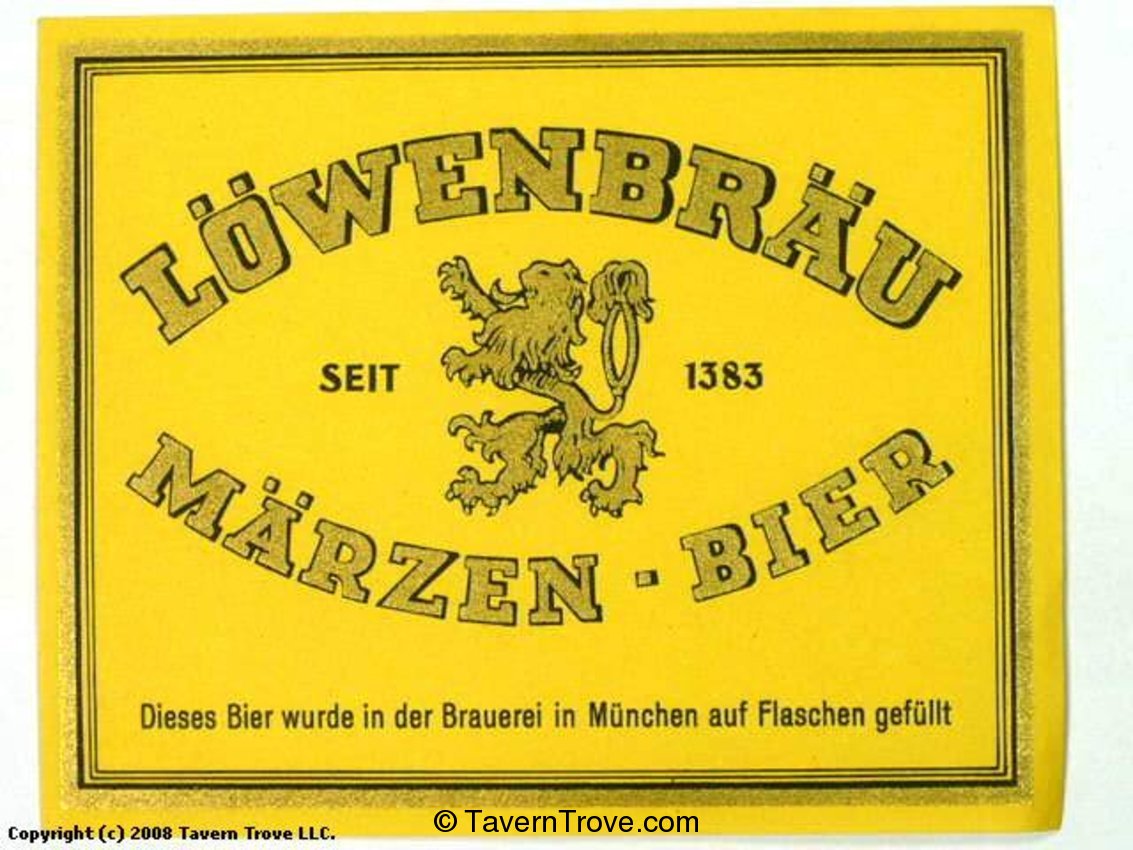 LÖWENBRÄU
SEIT 1383
MÄRZEN - BIER
Dieses Bier wurde in der Brauerei in München auf Flaschen gefüllt
© TavernTrove.com
Copyright (c) 2008 Tavern Trove LLC.